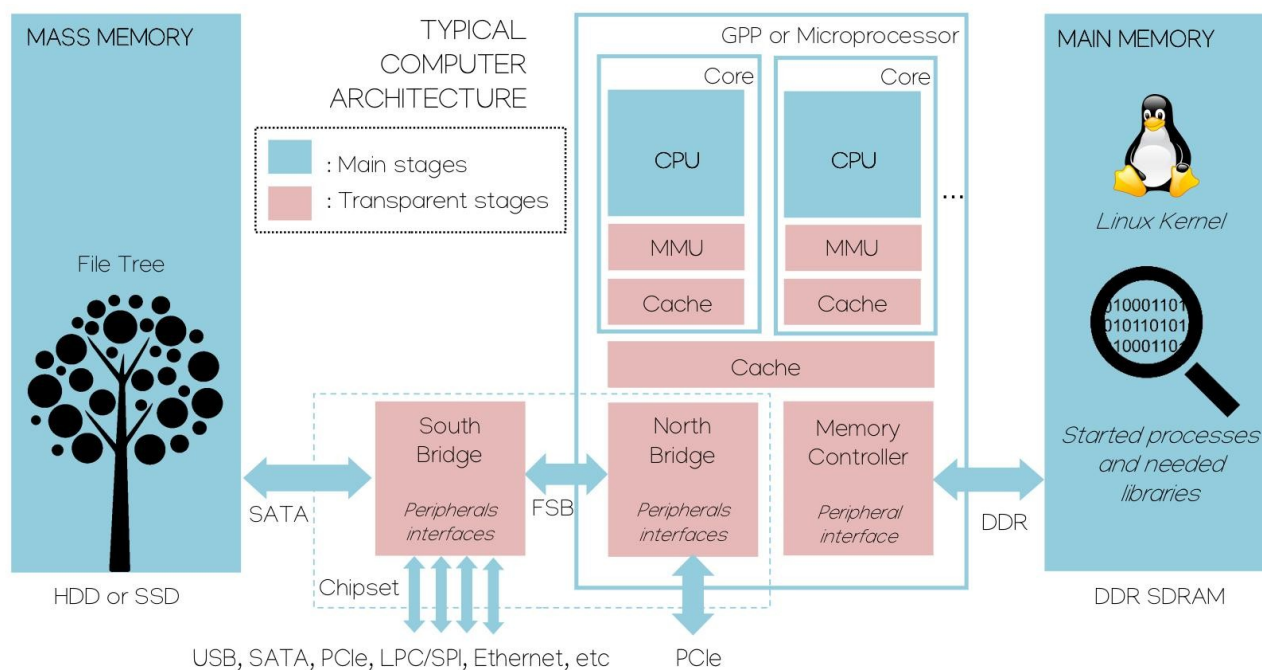 MASS MEMORY
File Tree
HDD or SSD
TYPICAL
COMPUTER
ARCHITECTURE
: Main stages
: Transparent stages
GPP or Microprocessor
Core
CPU
MMU
Cache
Core
CPU
MMU
Cache
...
Cache
South
Bridge
Peripherals
interfaces
North
Bridge
Peripherals
interfaces
Memory
Controller
Peripheral
interface
SATA
FSB
DDR
Chipset
USB, SATA, PCIe, LPC/SPI, Ethernet, etc
PCIe
MAIN MEMORY
Linux Kernel
010001101
010110101
10001101
Started processes
and needed
libraries
DDR SDRAM